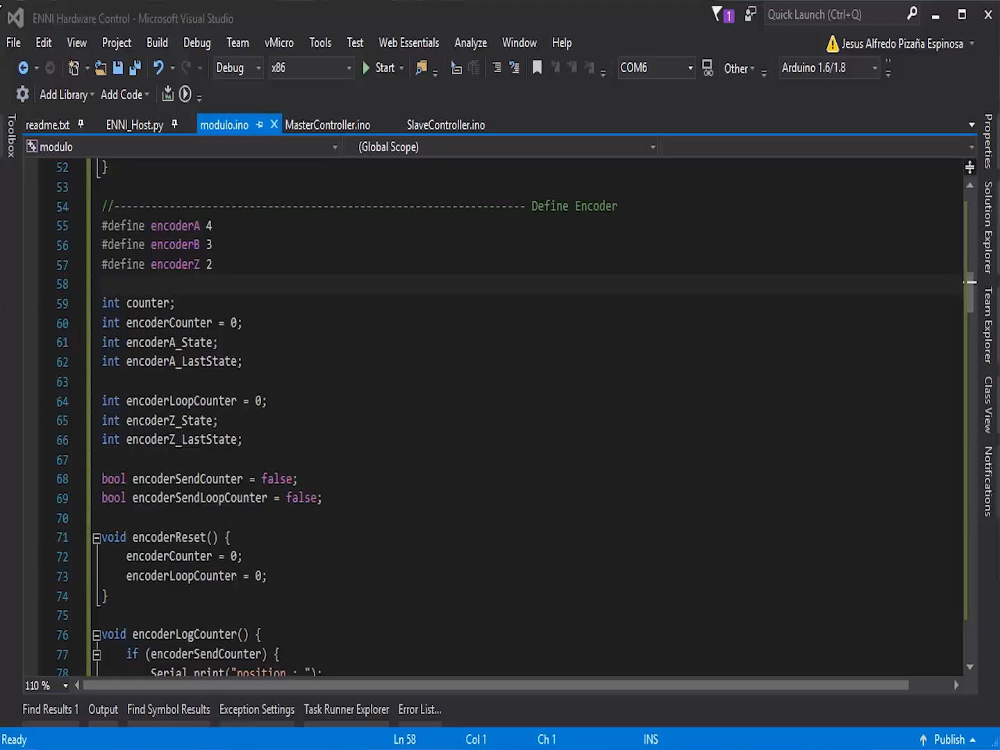 ENNI Hardware Control - Microsoft Visual Studio
1
Quick Launch (Ctrl+Q)
File Edit View Project Build Debug Team vMicro Tools Test Web Essentials Analyze Window Help
Jesus Alfredo Pizaña Espinosa
Debug x86 Start COM6 Other Arduino 1.6/1.8
Add Library Add Code
Toolbox
readme.txt ENNI_Host.py modulo.ino MasterController.ino SlaveController.ino
modulo (Global Scope)
52 }
53
54 //------------------------------------------------------------------- Define Encoder
55 #define encoderA 4
56 #define encoderB 3
57 #define encoderZ 2
58
59 int counter;
60 int encoderCounter = 0;
61 int encoderA_State;
62 int encoderA_LastState;
63
64 int encoderLoopCounter = 0;
65 int encoderZ_State;
66 int encoderZ_LastState;
67
68 bool encoderSendCounter = false;
69 bool encoderSendLoopCounter = false;
70
71 void encoderReset() {
72 encoderCounter = 0;
73 encoderLoopCounter = 0;
74 }
75
76 void encoderLogCounter() {
77 if (encoderSendCounter) {
78 Serial.print("position : ");
Properties
Solution Explorer
Team Explorer
Class View
Notifications
110 %
Find Results 1 Output Find Symbol Results Exception Settings Task Runner Explorer Error List...
Ready Ln 58 Col 1 Ch 1 INS Publish